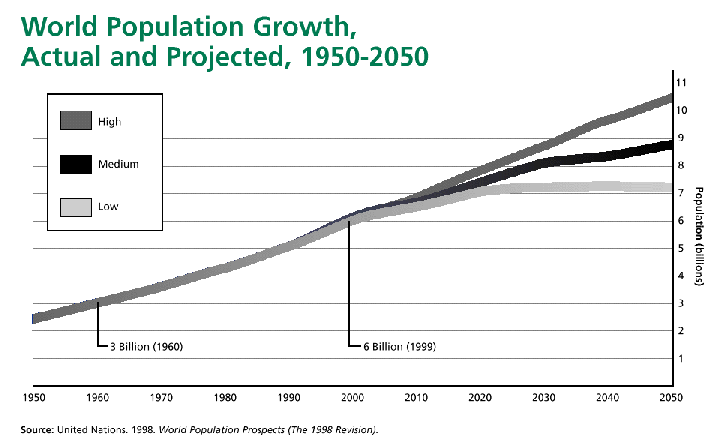 World Population Growth,
Actual and Projected, 1950-2050
High
Medium
Low
11
10
9
8
7
6
5
4
3
2
1
Population (billions)
3 Billion (1960)
6 Billion (1999)
1950 1960 1970 1980 1990 2000 2010 2020 2030 2040 2050
Source: United Nations. 1998. World Population Prospects (The 1998 Revision).